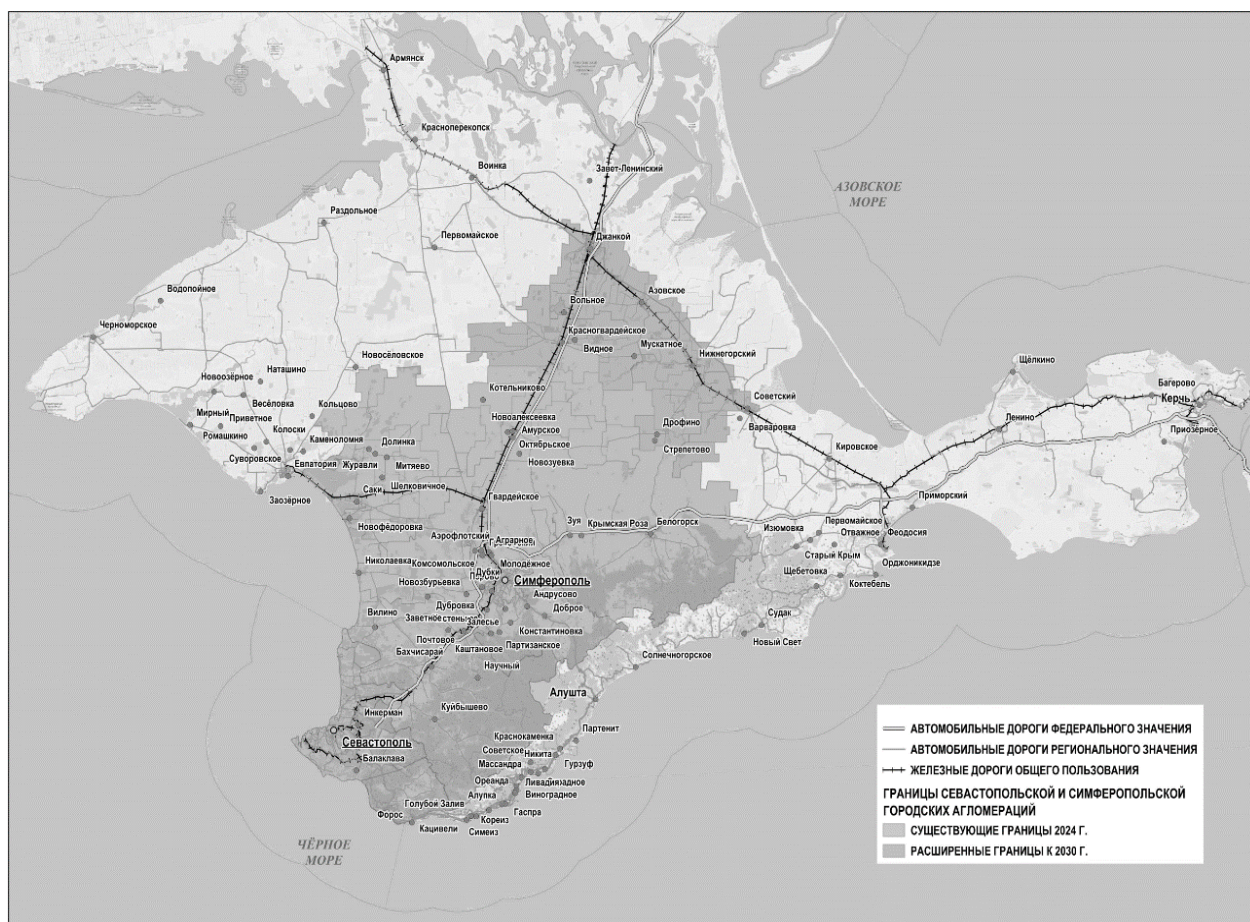 Армянск
Красноперекопск
Воинка
Завет-Ленинский
АЗОВСКОЕ
МОРЕ
Раздольное
Первомайское
Джанкой
Водопойное
Азовское
Вольное
Черноморское
Красногвардейское
Видное
Мускатное
Нижнегорский
Новосёловское
Щёлкино
Наташино
Новоозёрное
Багерово
Керчь
Котельниково
Весёловка
Кольцово
Советский
Мирный
Приветное
Новоалексеевка
Варваровка
Дрофино
Ленино
Приозёрное
Ромашкино
Колоски
Амурское
Каменоломня
Долинка
Октябрьское
Стрепетово
Кировское
Суворовское
Евпатория
Журавли
Митяево
Новозуевка
Саки
Шелковичное
Заозёрное
Гвардейское
Приморский
Новофёдоровка
Зуя
Крымская Роза
Белогорск
Изюмовка
Первомайское
Аэрофлотский
Аграрное
Отважное
Феодосия
Николаевка
Комсомольское
Молодёжное
Старый Крым
Орджоникидзе
Дубки
Симферополь
Щебетовка
Коктебель
Новозбурьевка
Андрусово
Дубровка
Доброе
Судак
Вилино
Заветное
Залесье
Константиновка
Новый Свет
Почтовое
Партизанское
Бахчисарай
Каштановое
Солнечногорское
Научный
Алушта
Инкерман
Куйбышево
Партенит
Севастополь
Краснокаменка
Советское
Никита
Балаклава
Массандра
Гурзуф
Ореанда
Алупка
Виноградное
Голубой Залив
Гаспра
Форос
Кореиз
Кацивели
Симеиз
ЧЁРНОЕ
МОРЕ
АВТОМОБИЛЬНЫЕ ДОРОГИ ФЕДЕРАЛЬНОГО ЗНАЧЕНИЯ
АВТОМОБИЛЬНЫЕ ДОРОГИ РЕГИОНАЛЬНОГО ЗНАЧЕНИЯ
ЖЕЛЕЗНЫЕ ДОРОГИ ОБЩЕГО ПОЛЬЗОВАНИЯ
ГРАНИЦЫ СЕВАСТОПОЛЬСКОЙ И СИМФЕРОПОЛЬСКОЙ
ГОРОДСКИХ АГЛОМЕРАЦИЙ
СУЩЕСТВУЮЩИЕ ГРАНИЦЫ 2024 Г.
РАСШИРЕННЫЕ ГРАНИЦЫ К 2030 Г.